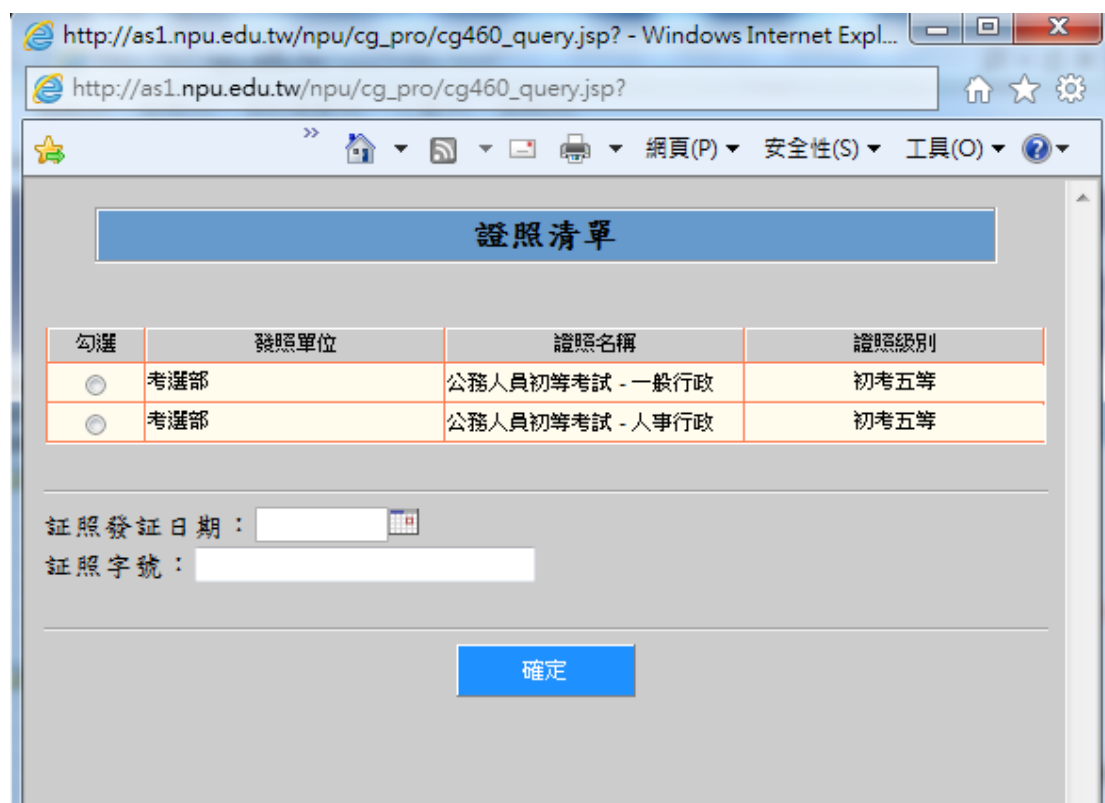 http://as1.npu.edu.tw/npu/cg_pro/cg460_query.jsp? - Windows Internet Expl...
http://as1.npu.edu.tw/npu/cg_pro/cg460_query.jsp?
網頁(P) 安全性(S) 工具(O)
證照清單
勾選 發照單位 證照名稱 證照級別
考選部 公務人員初等考試 - 一般行政 初考五等
考選部 公務人員初等考試 - 人事行政 初考五等
証照發証日期：
証照字號：
確定